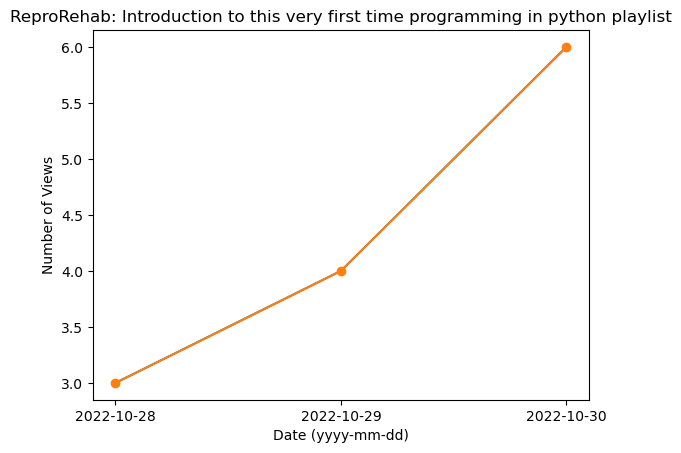 ReproRehab: Introduction to this very first time programming in python playlist
6.0
5.5
5.0
4.5
4.0
3.5
3.0
Number of Views
2022-10-28 2022-10-29 2022-10-30
Date (yyyy-mm-dd)